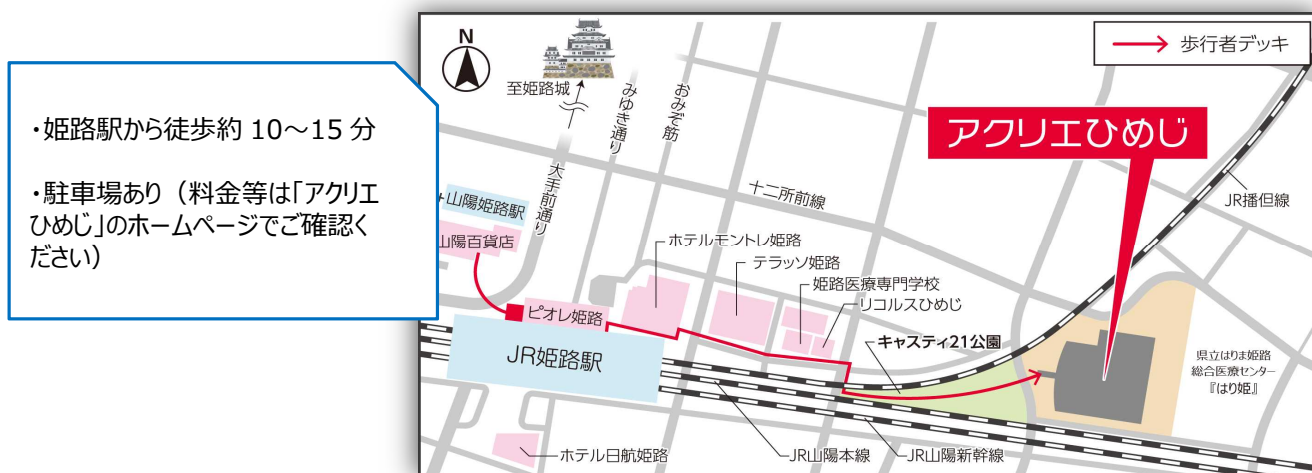 ・姫路駅から徒歩約 10～15 分
・駐車場あり（料金等は「アクリエ
ひめじ」のホームページでご確認く
ださい）
N
至姫路城
みゆき通り
おみぞ筋
大手前通り
十二所前線
歩行者デッキ
アクリエひめじ
JR播但線
山陽姫路駅
山陽百貨店
ホテルモントレ姫路
テラッソ姫路
姫路医療専門学校
リコルスひめじ
ピオレ姫路
キャスティ21公園
JR姫路駅
県立はりま姫路
総合医療センター
『はり姫』
ホテル日航姫路
JR山陽本線
JR山陽新幹線